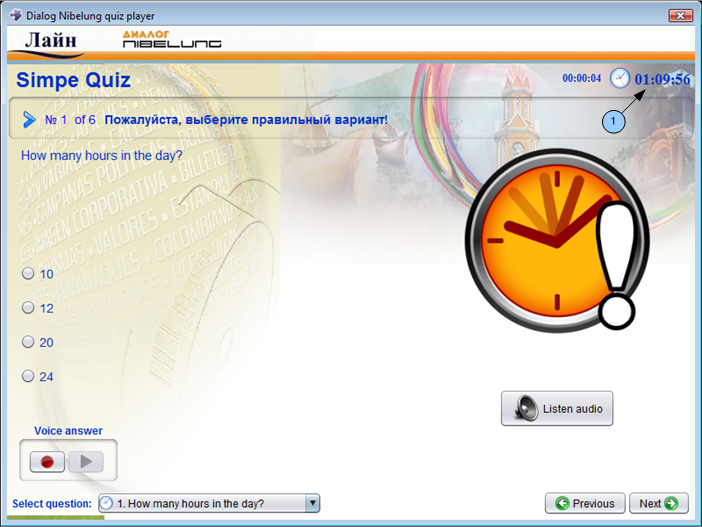 Dialog Nibelung quiz player
Лайн
ДИАЛОГ
NIBELUNG
Simpe Quiz
00:00:04 01:09:56
1
№ 1 of 6 Пожалуйста, выберите правильный вариант!
How many hours in the day?
10
12
20
24
Listen audio
Voice answer
Select question: 1. How many hours in the day? Previous Next